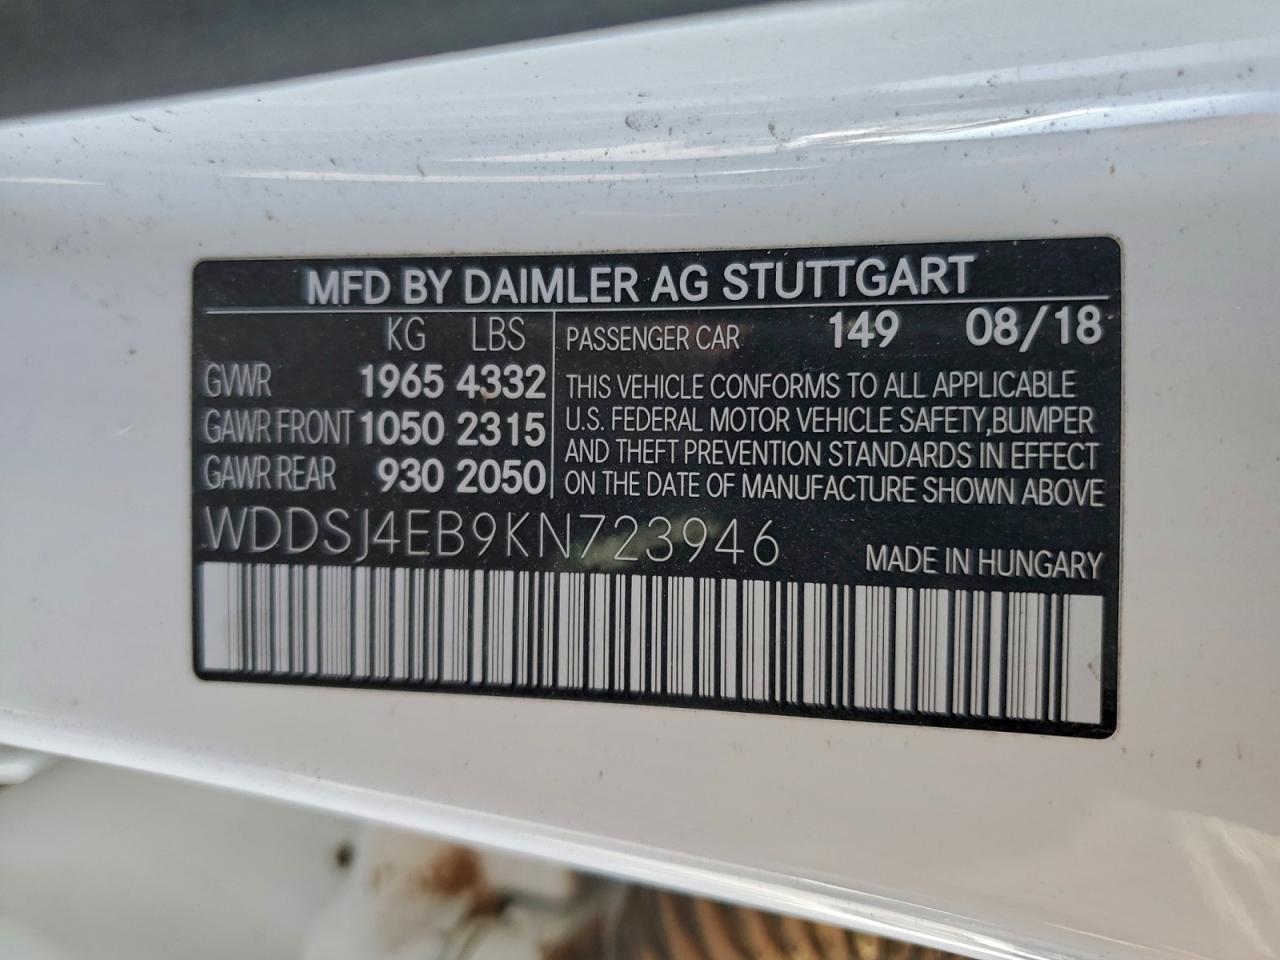 MFD BY DAIMLER AG STUTTGART
KG LBS
GVWR 1965 4332
GAWR FRONT 1050 2315
GAWR REAR 930 2050
PASSENGER CAR 149 08/18
THIS VEHICLE CONFORMS TO ALL APPLICABLE
U.S. FEDERAL MOTOR VEHICLE SAFETY,BUMPER
AND THEFT PREVENTION STANDARDS IN EFFECT
ON THE DATE OF MANUFACTURE SHOWN ABOVE
WDDSJ4EB9KN723946
MADE IN HUNGARY